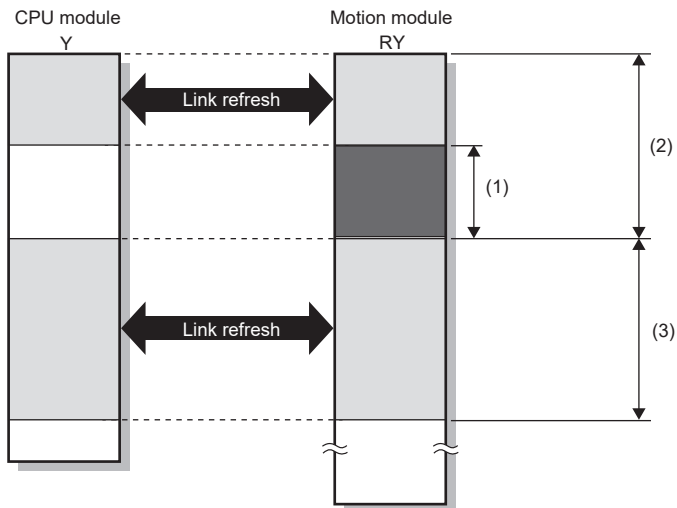 CPU module
Y
Motion module
RY
Link refresh
(2)
(1)
Link refresh
(3)